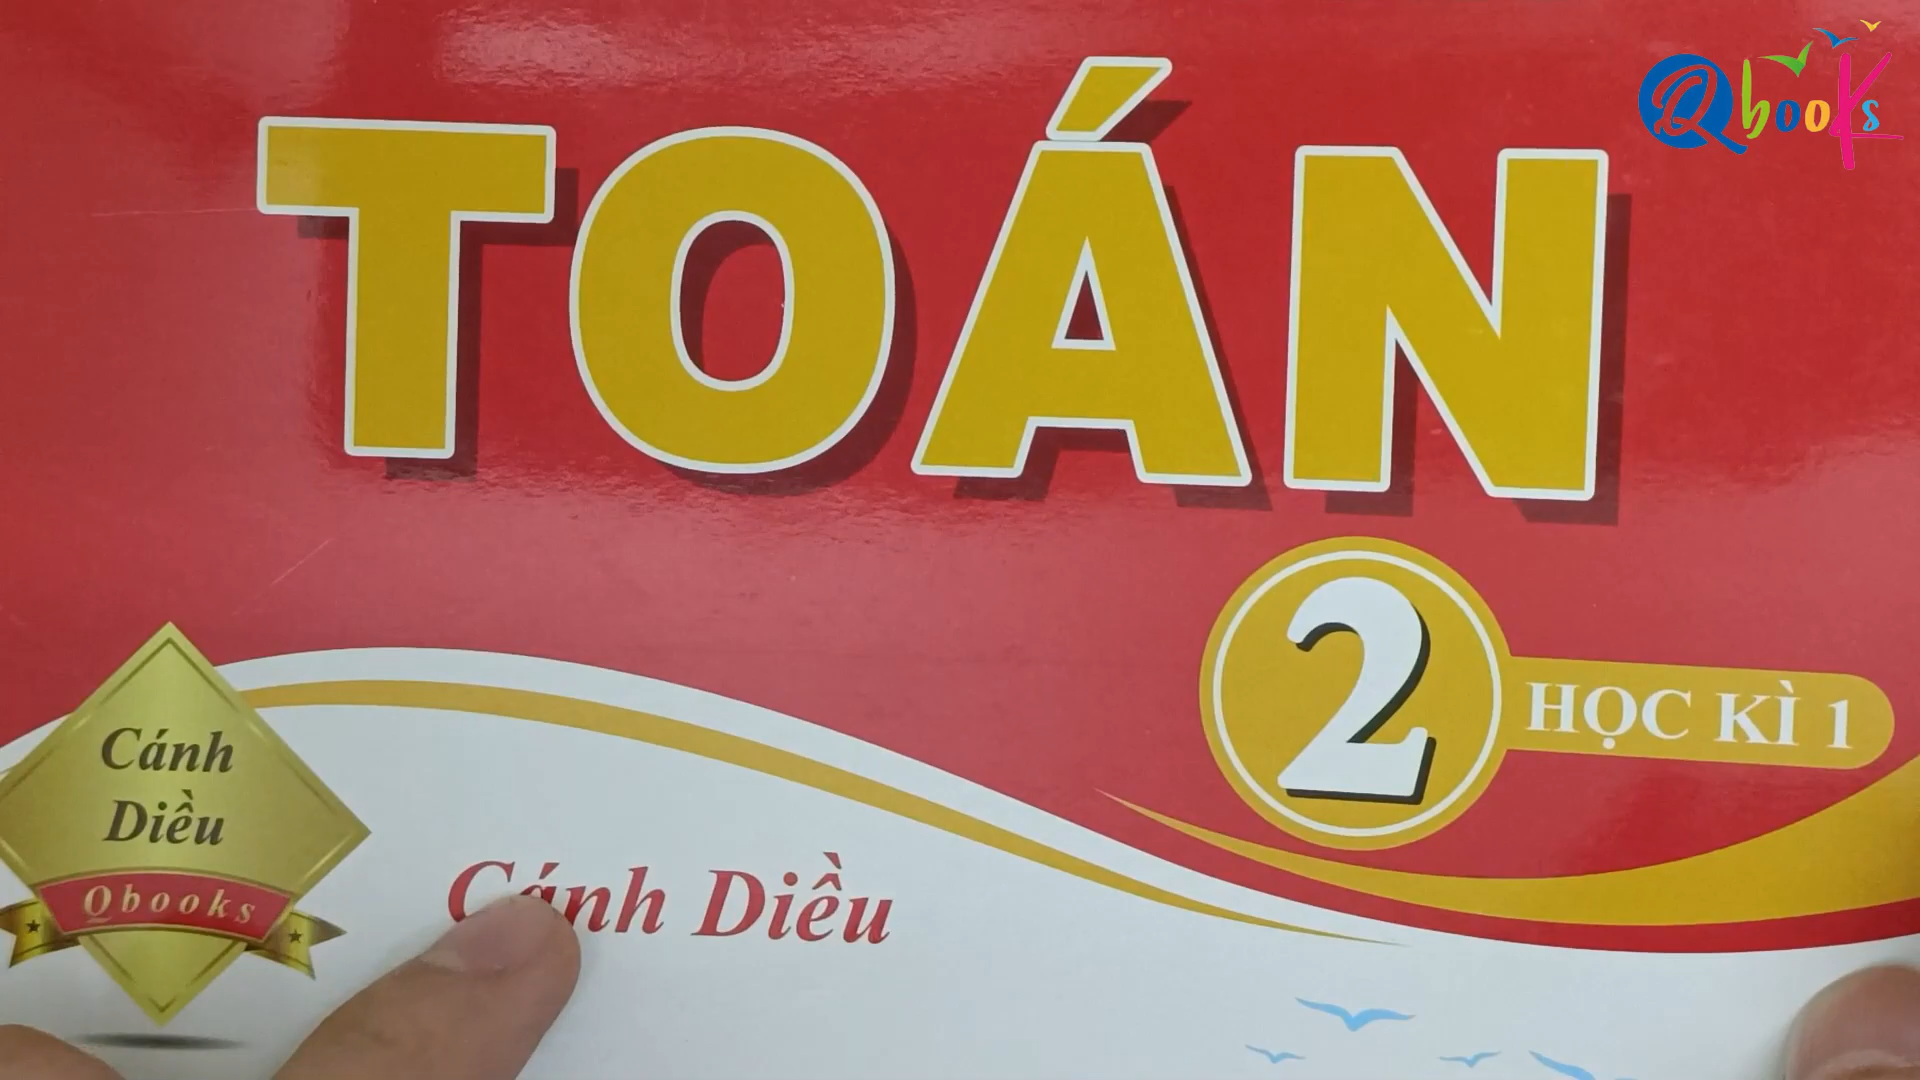 Qbooks
TOÁN
2 HỌC KÌ 1
Cánh
Diều
Qbooks
Cánh Diều